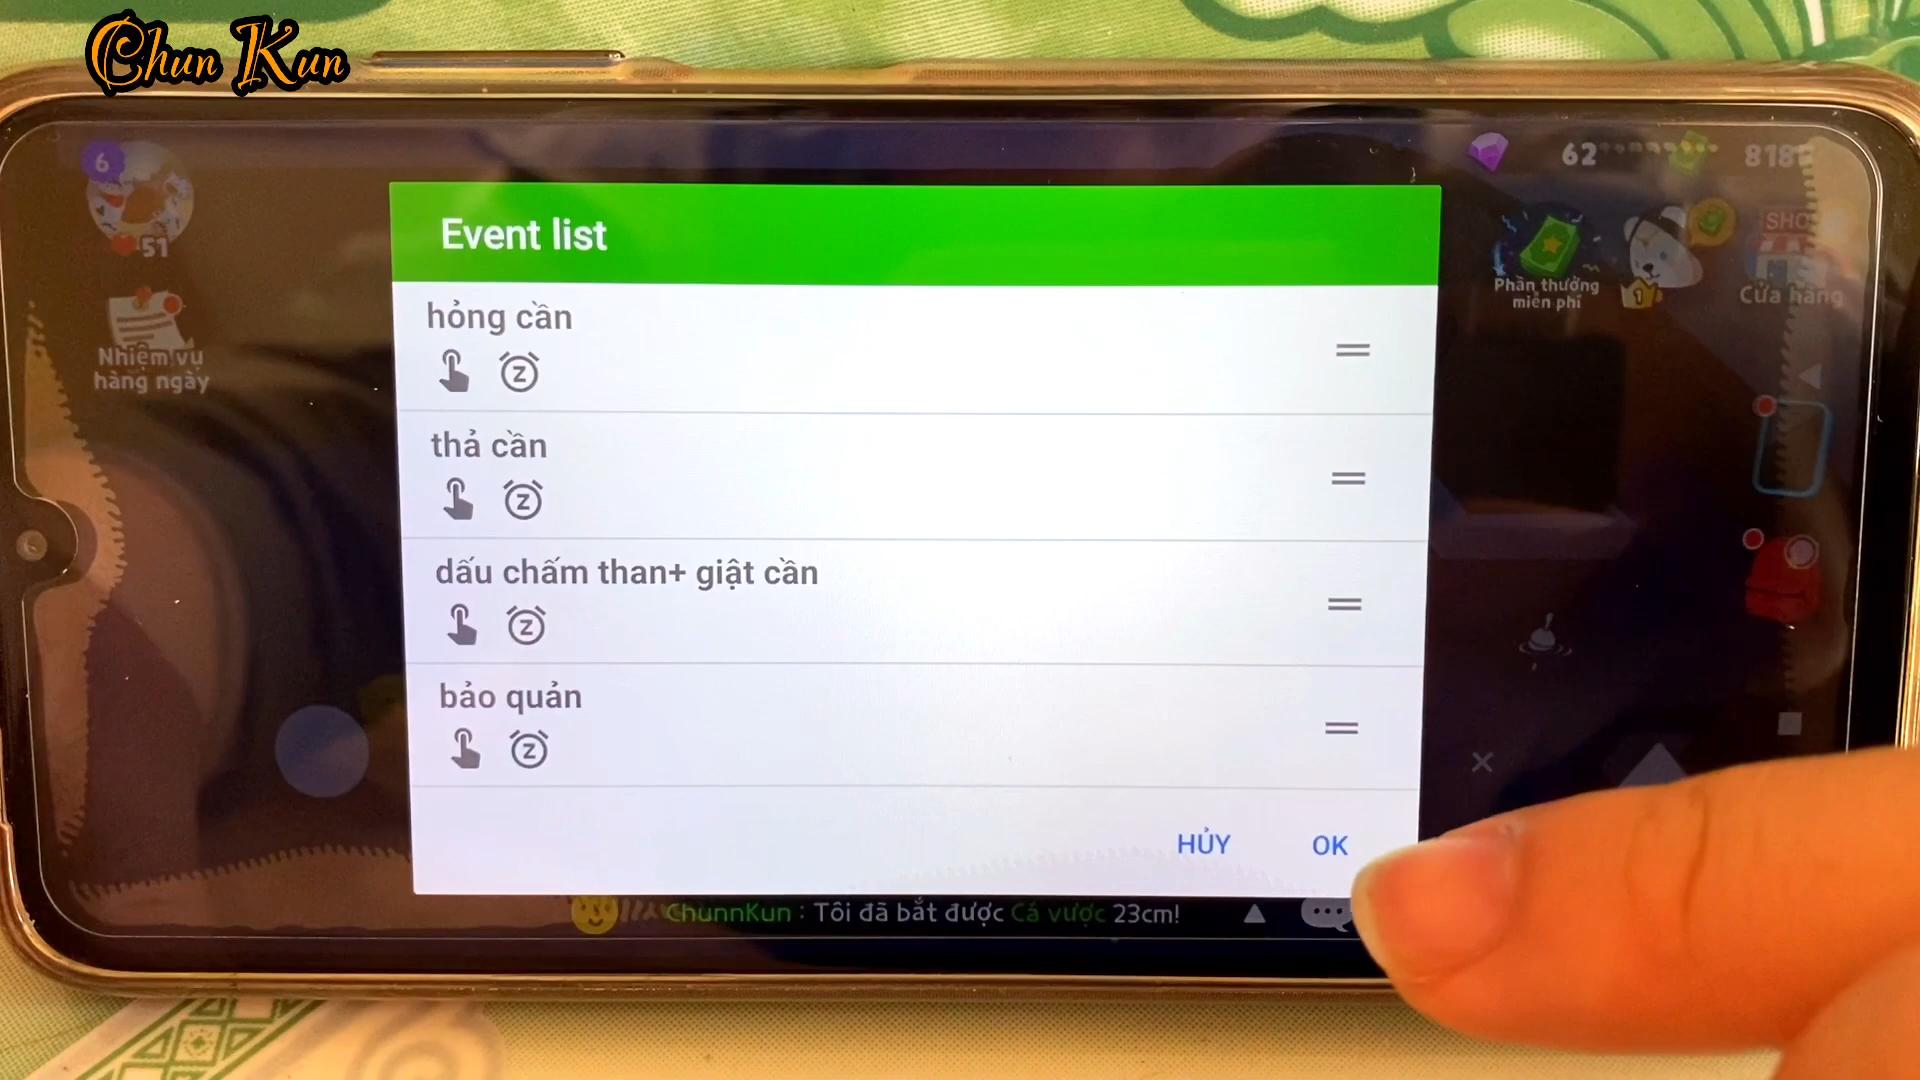 Chun Kun
6
62
818
51
SHO
Phần thưởng
miễn phí
Cửa hàng
Nhiệm vụ
hàng ngày
Event list
hỏng cần
thả cần
dấu chấm than+ giật cần
bảo quản
HỦY
OK
ChunnKun : Tôi đã bắt được Cá vược 23cm!